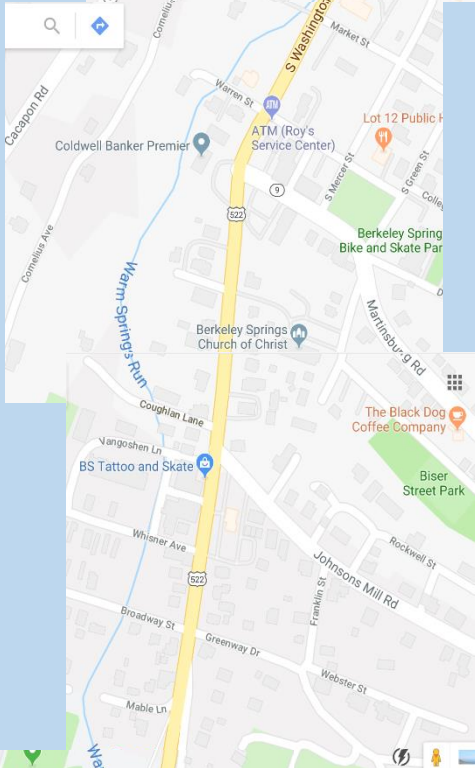 Cornelius
S Washington
Market St
Cacapon Rd
Warren St
ATM
ATM (Roy's
Service Center)
Lot 12 Public H
Coldwell Banker Premier
S Mercer St
S Green St
Colleg
9
522
Berkeley Spring
Bike and Skate Par
Cornelius Ave
Warm Springs Run
Martinsburg Rd
Berkeley Springs
Church of Christ
Coughlan Lane
The Black Dog
Coffee Company
Vangoshen Ln
BS Tattoo and Skate
Biser
Street Park
Whisner Ave
Rockwell St
Johnsons Mill Rd
522
Franklin St
Broadway St
Greenway Dr
Webster St
Mable Ln
Wa